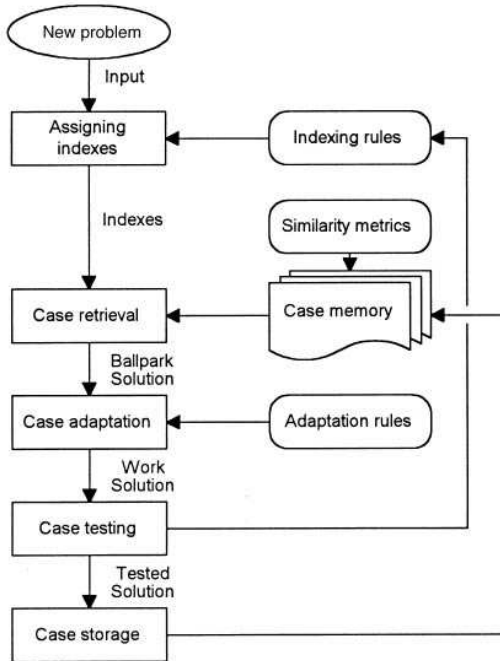 New problem
Input
Assigning
indexes
Indexing rules
Indexes
Similarity metrics
Case retrieval
Case memory
Ballpark
Solution
Case adaptation
Adaptation rules
Work
Solution
Case testing
Tested
Solution
Case storage